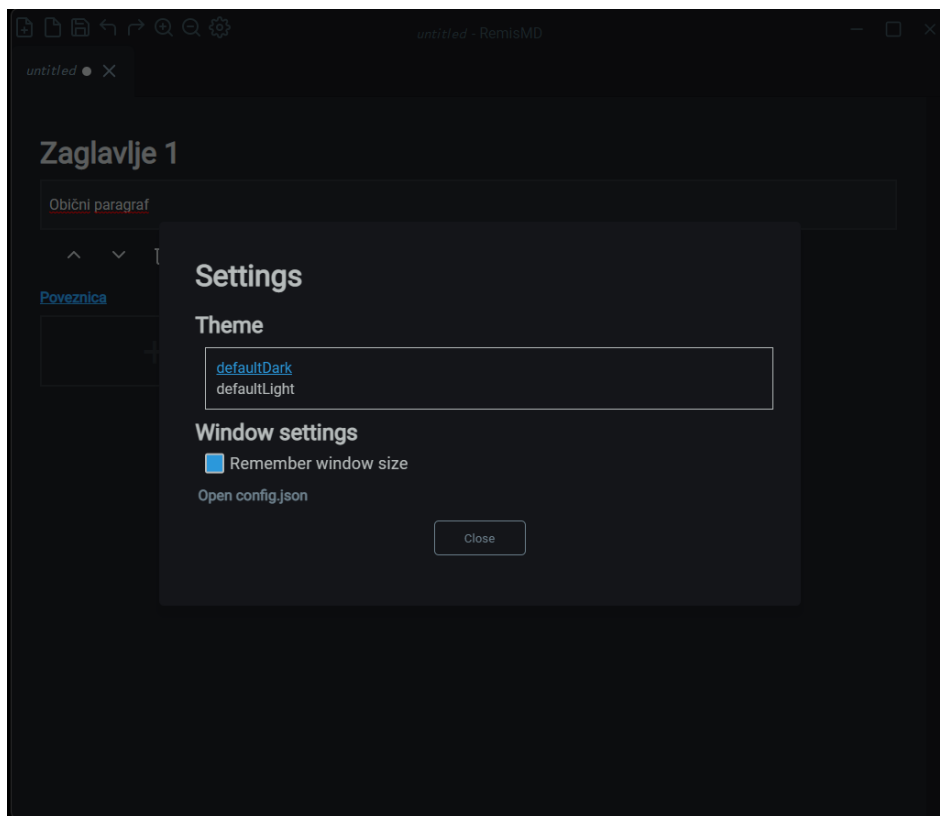 untitled - RemisMD
untitled
Zaglavlje 1
Obični paragraf
Poveznica
Settings
Theme
defaultDark
defaultLight
Window settings
Remember window size
Open config.json
Close